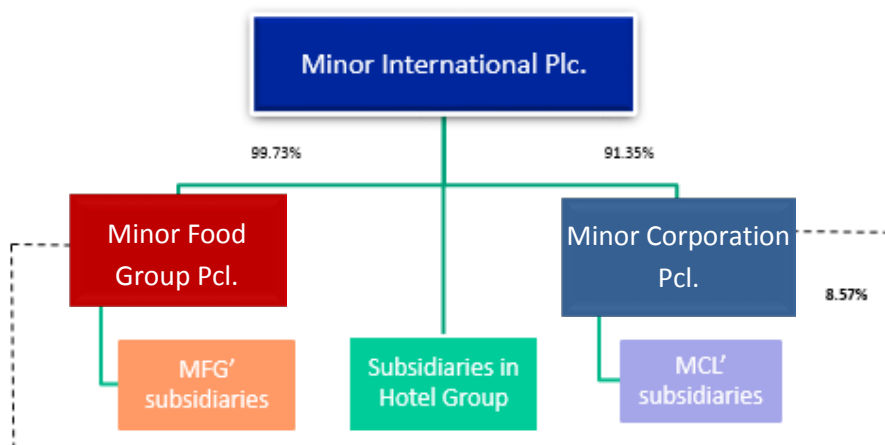 Minor International Plc.
99.73%
91.35%
Minor Food
Group Pcl.
Minor Corporation
Pcl.
8.57%
MFG'
subsidiaries
Subsidiaries in
Hotel Group
MCL'
subsidiaries